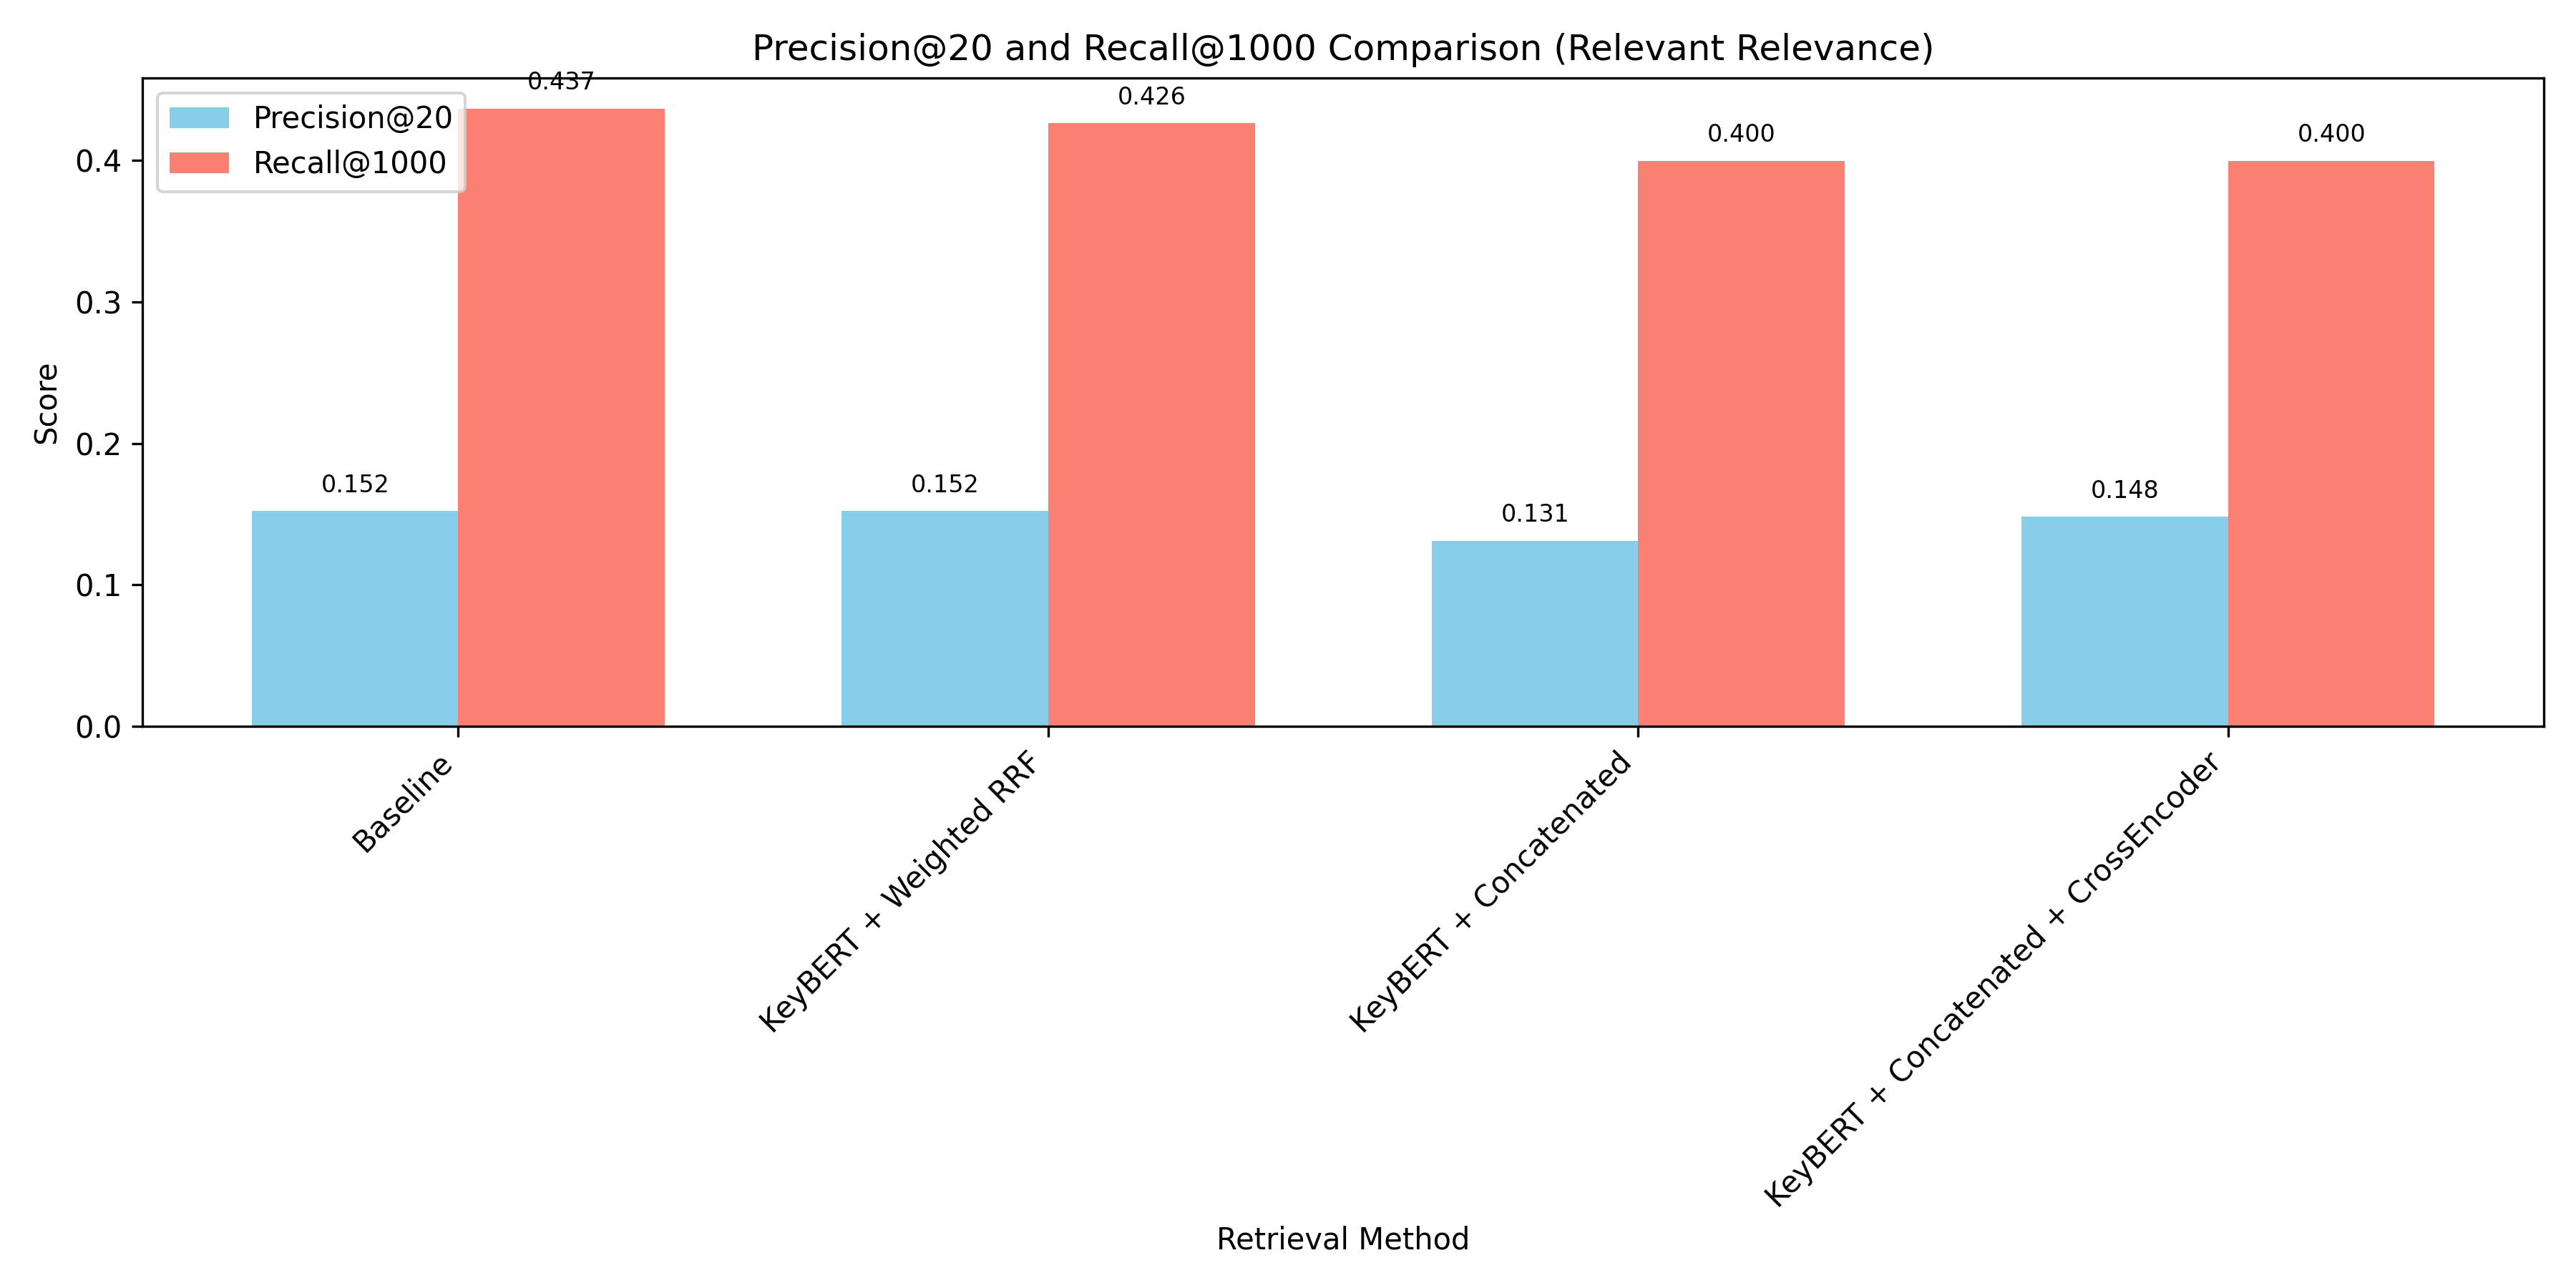 Precision@20 and Recall@1000 Comparison (Relevant Relevance)
Precision@20
Recall@1000
0.437
0.426
0.400
0.400
0.152
0.152
0.131
0.148
Score
0.4
0.3
0.2
0.1
0.0
Baseline
KeyBERT + Weighted RRF
KeyBERT + Concatenated
KeyBERT + Concatenated + CrossEncoder
Retrieval Method